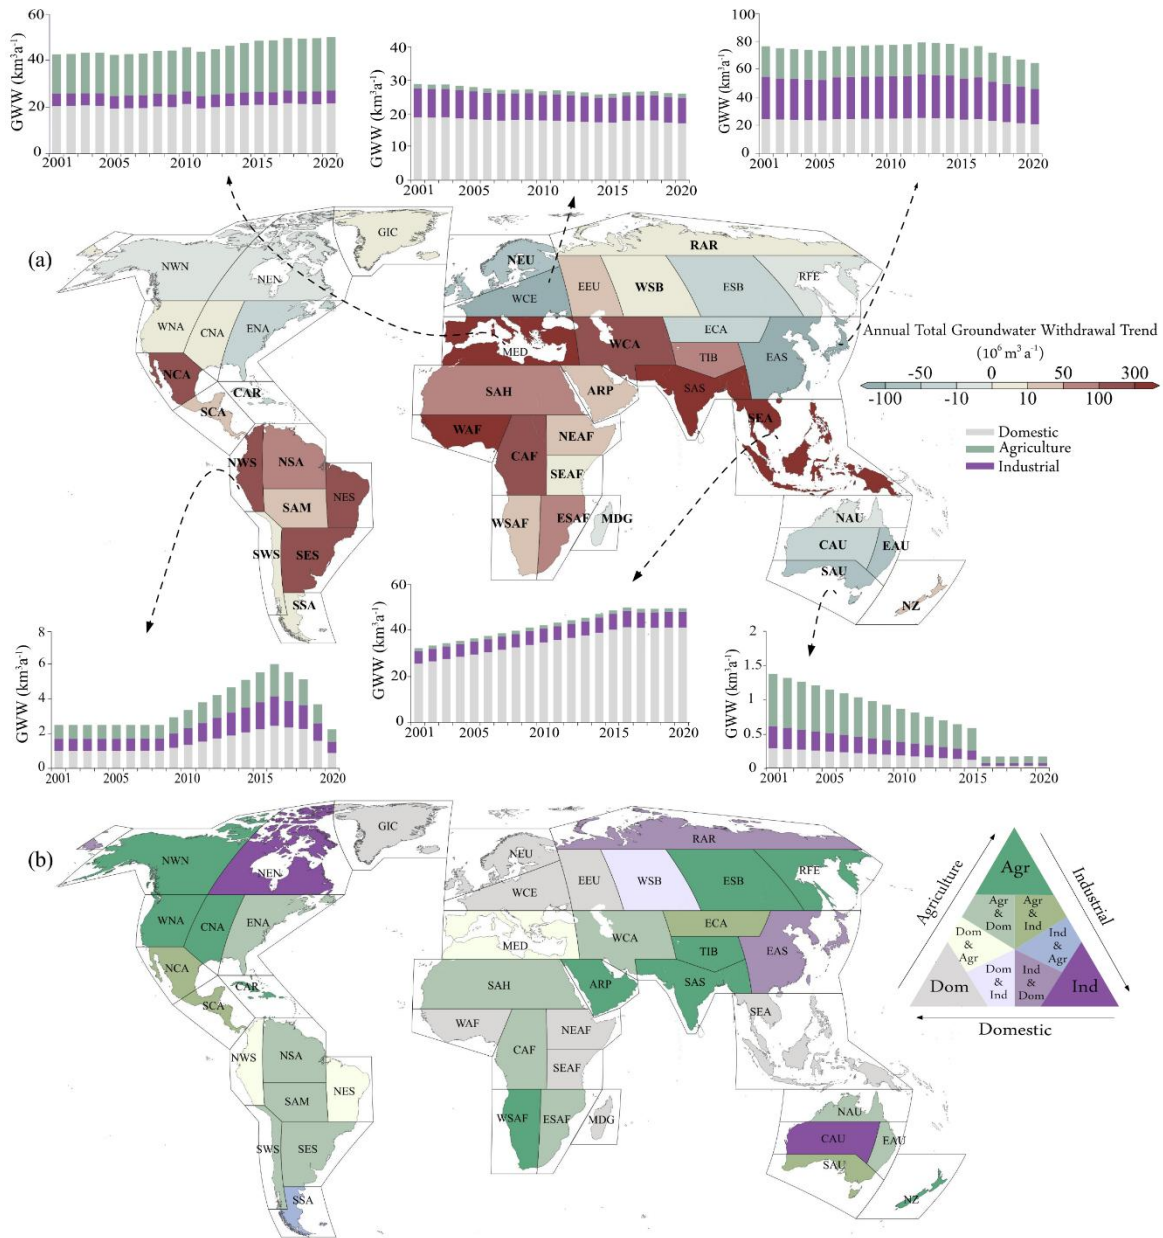 60
40
20
0
GWW (km³a⁻¹)
2001
2005
2010
2015
2020
40
30
20
10
0
GWW (km³a⁻¹)
2001
2005
2010
2015
2020
100
80
60
40
20
0
GWW (km³a⁻¹)
2001
2005
2010
2015
2020
(a)
GIC
NWN
NEN
WNA
CNA
ENA
NCA
CAR
SCA
NWS
NSA
NES
SAM
SWS
SES
SSA
NEU
WCE
EEU
WSB
ESB
RAR
RFE
MED
WCA
ECA
TIB
EAS
SAH
ARP
SAS
SEA
WAF
CAF
NEAF
SEAF
WSAF
ESAF
MDG
NAU
CAU
EAU
SAU
NZ
Annual Total Groundwater Withdrawal Trend
(10⁶ m³ a⁻¹)
-50
0
50
300
-100
-10
10
100
Domestic
Agriculture
Industrial
8
6
4
2
0
GWW (km³a⁻¹)
2001
2005
2010
2015
2020
60
40
20
0
GWW (km³a⁻¹)
2001
2005
2010
2015
2020
2
1.5
1
0.5
0
GWW (km³a⁻¹)
2001
2005
2010
2015
2020
(b)
GIC
NWN
NEN
WNA
CNA
ENA
NCA
CAR
SCA
NWS
NSA
NES
SAM
SWS
SES
SSA
NEU
WCE
EEU
WSB
ESB
RAR
RFE
MED
WCA
ECA
TIB
EAS
SAH
ARP
SAS
SEA
WAF
CAF
NEAF
SEAF
WSAF
ESAF
MDG
NAU
CAU
EAU
SAU
NZ
Agriculture
Industrial
Domestic
Agr
Agr
&
Dom
Agr
&
Ind
Dom
&
Agr
Ind
&
Agr
Dom
Dom
&
Ind
Ind
&
Dom
Ind